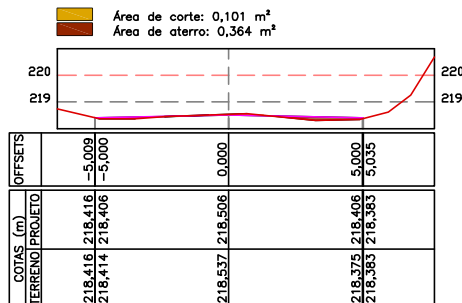 Área de corte: 0,101 m²
Área de aterro: 0,364 m²
220 220
219 219
OFFSETS -5,009 -5,000 0,000 5,000 5,035
COTAS (m)
PROJETO 218,416 218,406 218,506 218,406 218,383
TERRENO 218,416 218,414 218,537 218,375 218,383